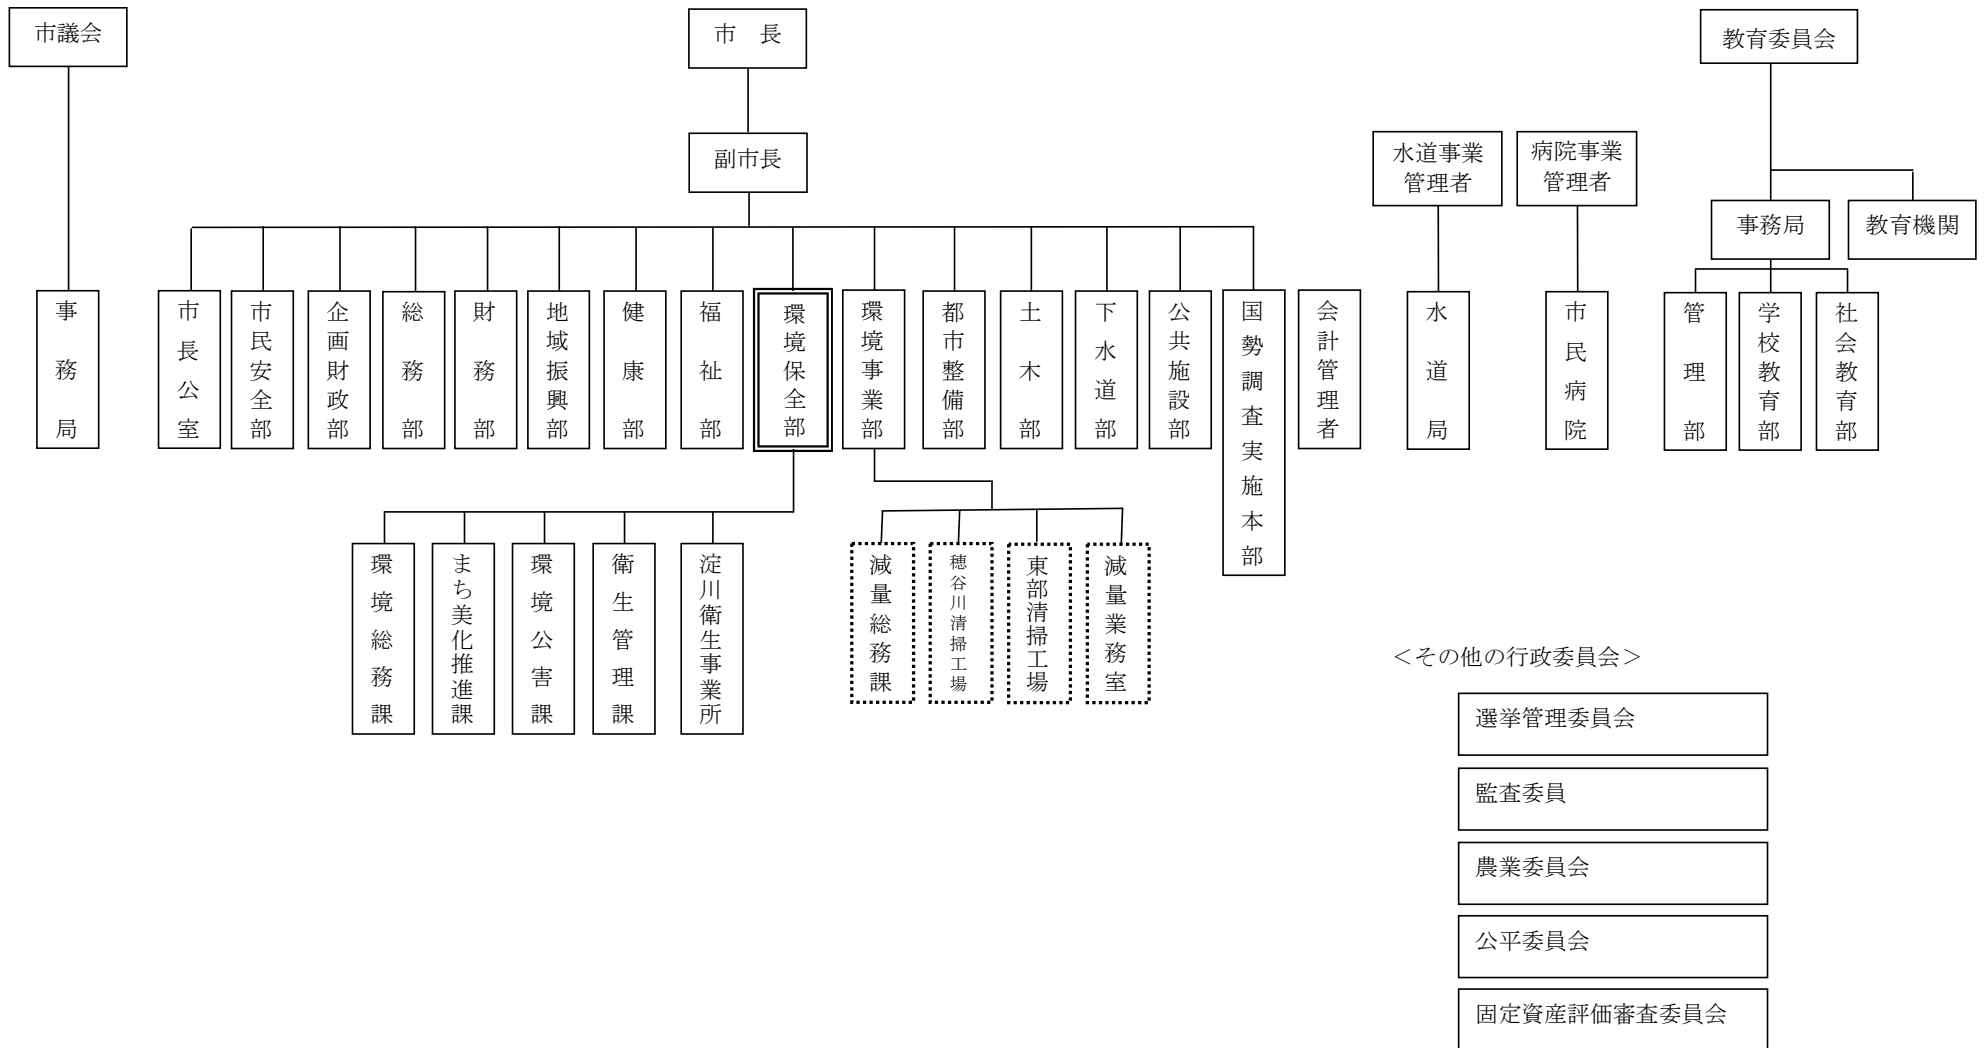 市議会
市　長
教育委員会
副市長
水道事業
管理者
病院事業
管理者
事務局
教育機関
事務局
市長公室
市民安全部
企画財政部
総務部
財務部
地域振興部
健康部
福祉部
環境保全部
環境事業部
都市整備部
土木部
下水道部
公共施設部
国勢調査実施本部
会計管理者
水道局
市民病院
管理部
学校教育部
社会教育部
環境総務課
まち美化推進課
環境公害課
衛生管理課
淀川衛生事業所
減量総務課
穂谷川清掃工場
東部清掃工場
減量業務室
＜その他の行政委員会＞
選挙管理委員会
監査委員
農業委員会
公平委員会
固定資産評価審査委員会